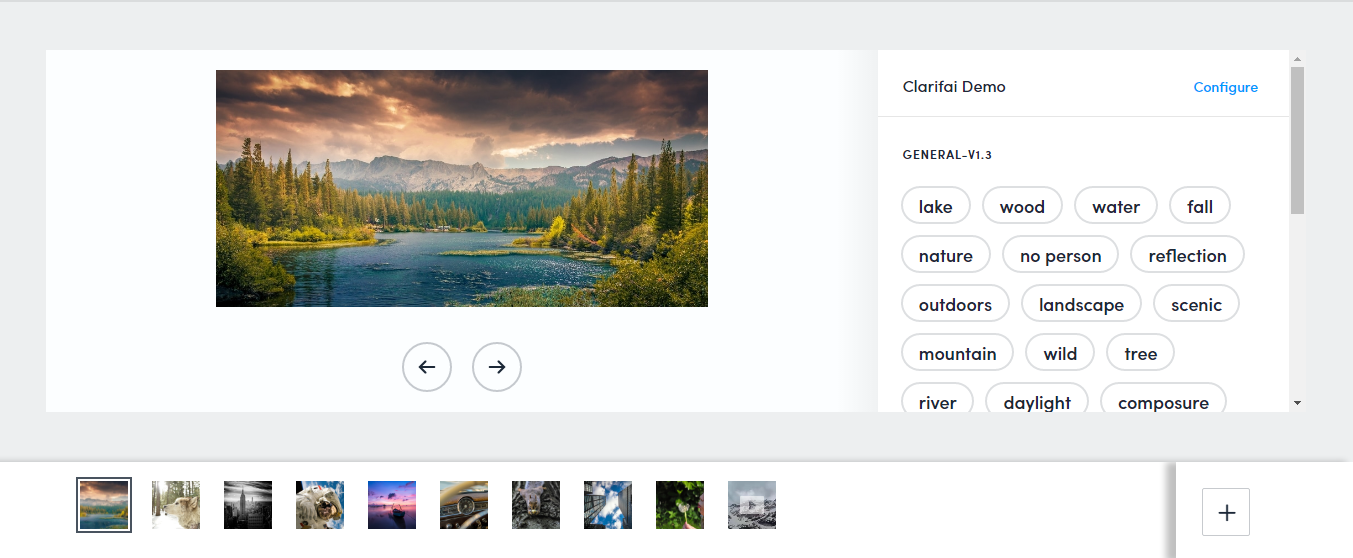 Clarifai Demo Configure
GENERAL-V1.3
lake wood water fall
nature no person reflection
outdoors landscape scenic
mountain wild tree
river daylight composure